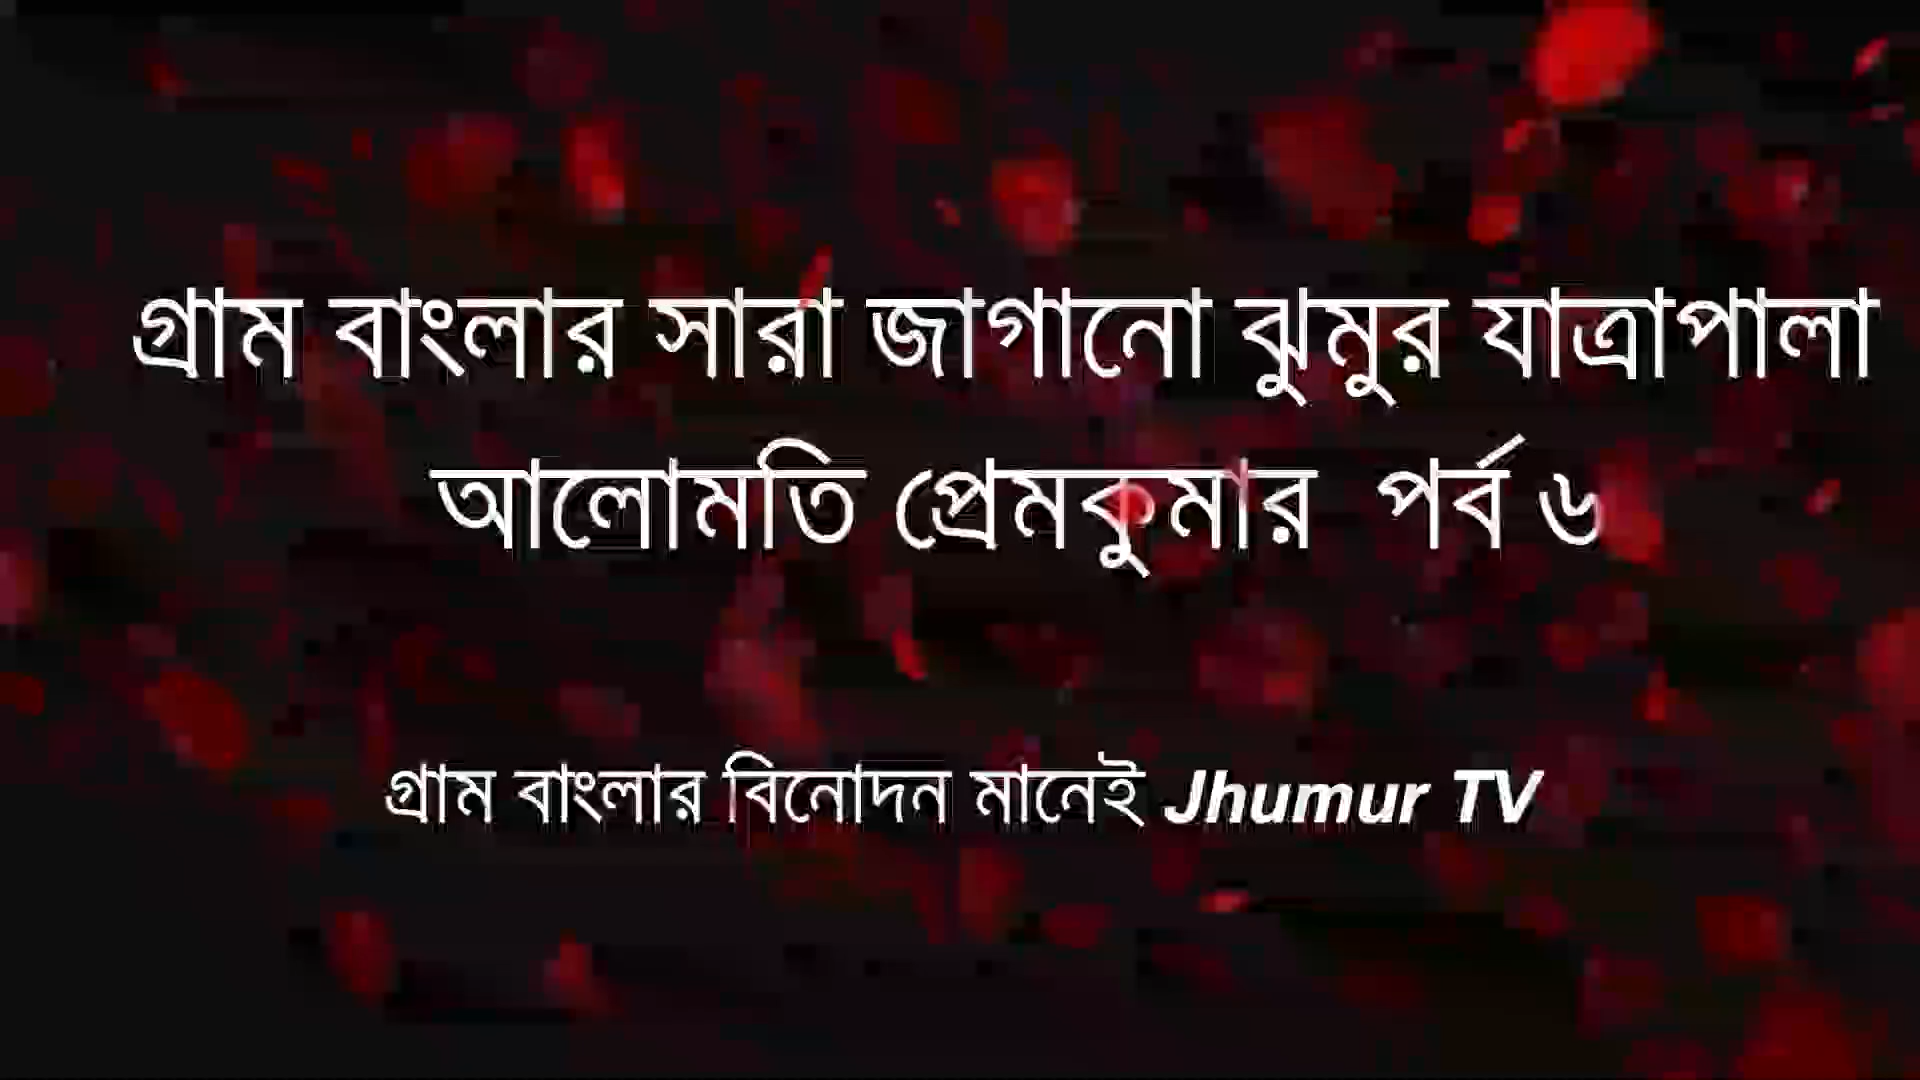 গ্রাম বাংলার সারা জাগানো ঝুমুর যাত্রাপালা
আলোমতি প্রেমকুমার পর্ব ৬
গ্রাম বাংলার বিনোদন মানেই Jhumur TV